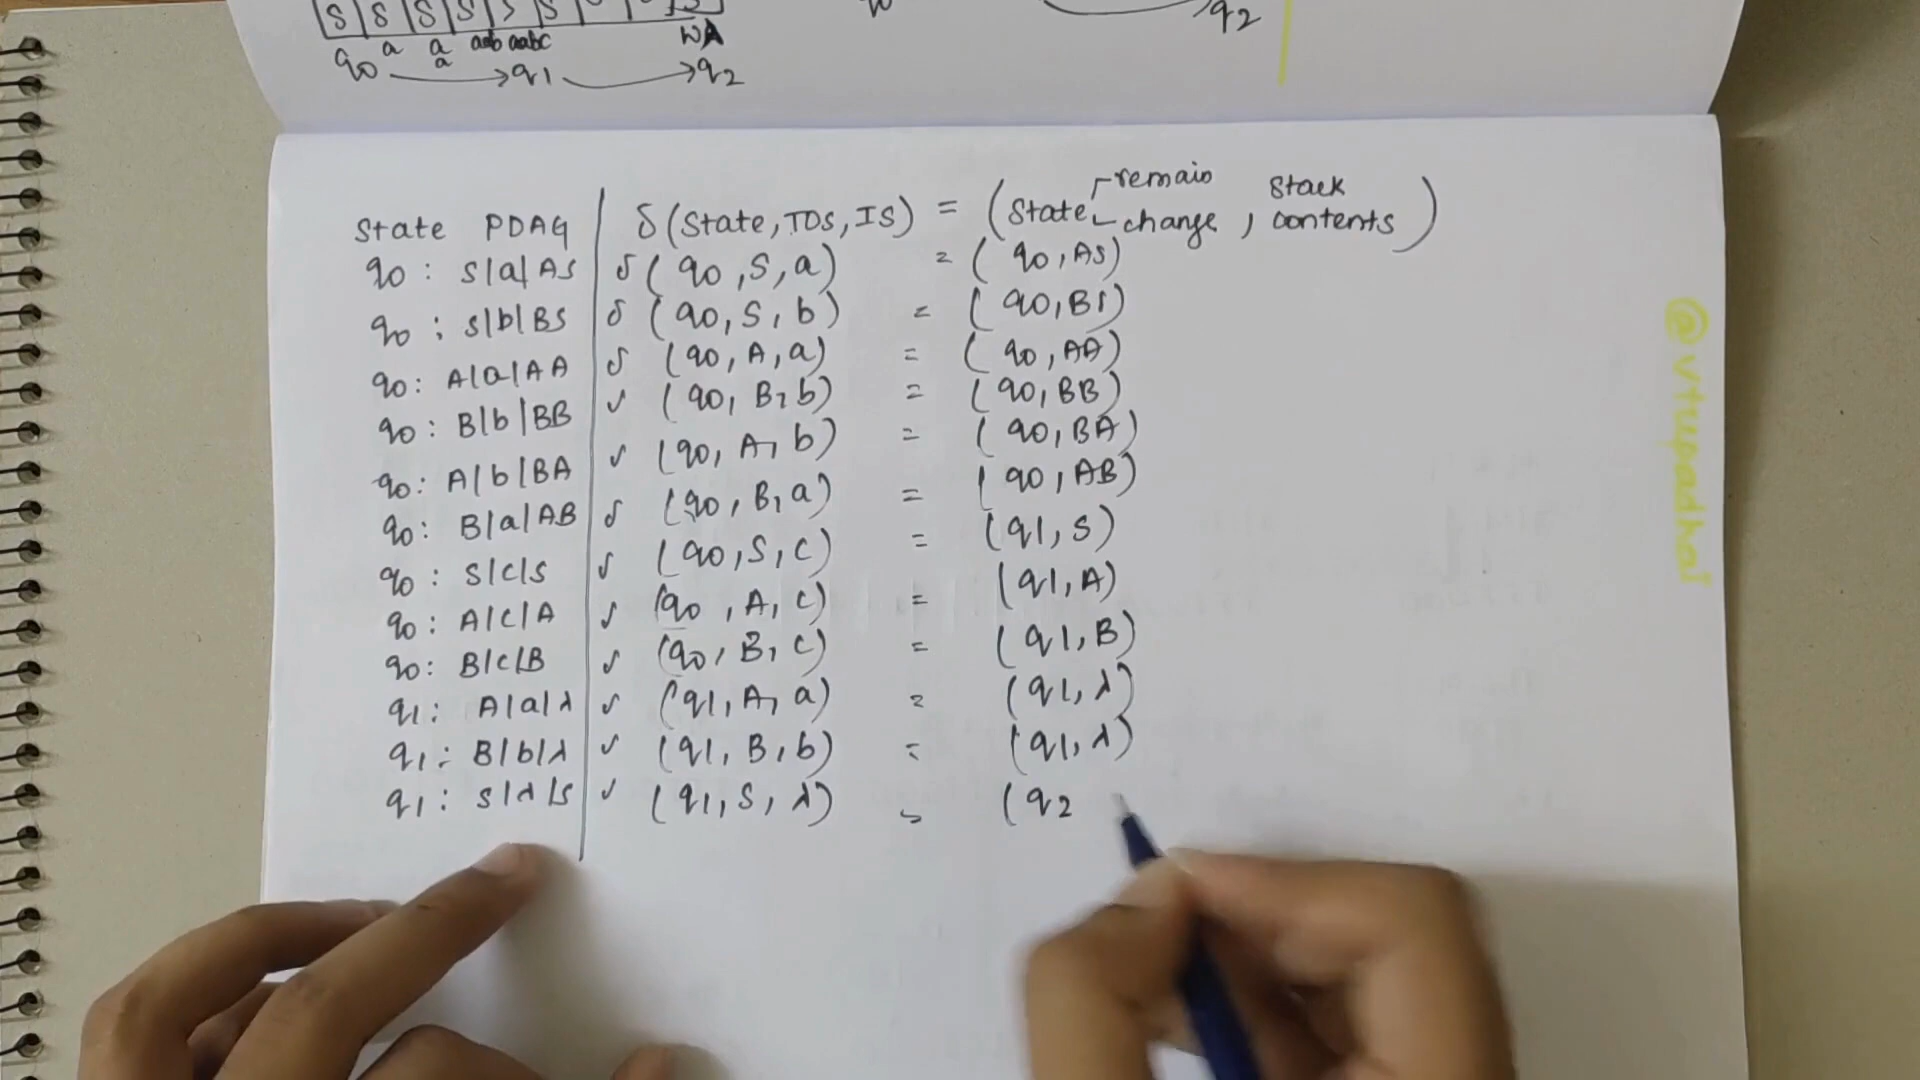 S S S S S S
q0 a a aab aabc WA
a
q0 → q1 → q2
q2
State PDAG δ(State, TOS, IS) = (State remain change, stack contents)
q0 : S|a|AS δ(q0, S, a) = (q0, AS)
q0 : S|b|BS δ(q0, S, b) = (q0, BS)
q0 : A|a|AA δ(q0, A, a) = (q0, AA)
q0 : B|b|BB δ(q0, B, b) = (q0, BB)
q0 : A|b|BA δ(q0, A, b) = (q0, BA)
q0 : B|a|AB δ(q0, B, a) = (q0, AB)
q0 : S|c|S δ(q0, S, c) = (q1, S)
q0 : A|c|A δ(q0, A, c) = (q1, A)
q0 : B|c|B δ(q0, B, c) = (q1, B)
q1 : A|a|λ δ(q1, A, a) = (q1, λ)
q1 : B|b|λ δ(q1, B, b) = (q1, λ)
q1 : S|λ|S δ(q1, S, λ) = (q2
@vtupadhai